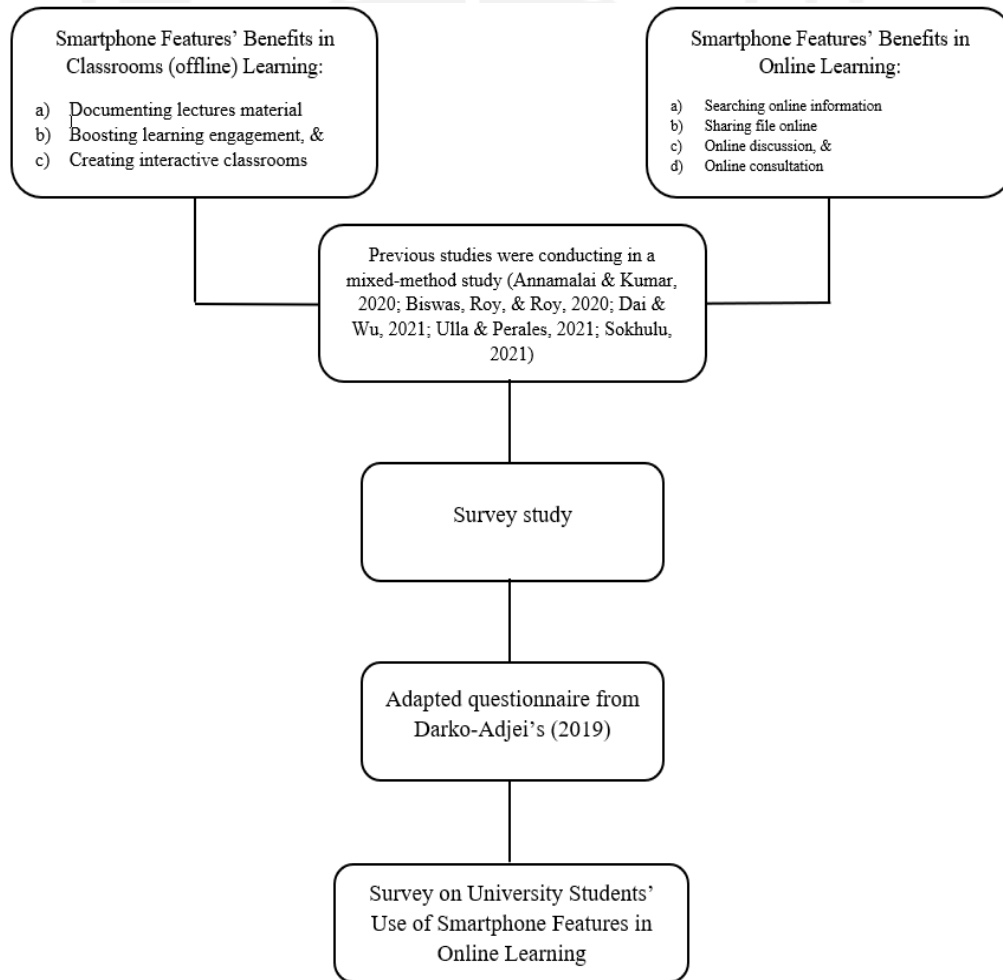 Smartphone Features’ Benefits in
Classrooms (offline) Learning:
a) Documenting lectures material
b) Boosting learning engagement, &
c) Creating interactive classrooms
Smartphone Features’ Benefits in
Online Learning:
a) Searching online information
b) Sharing file online
c) Online discussion, &
d) Online consultation
Previous studies were conducting in a
mixed-method study (Annamalai & Kumar,
2020; Biswas, Roy, & Roy, 2020; Dai &
Wu, 2021; Ulla & Perales, 2021; Sokhulu,
2021)
Survey study
Adapted questionnaire from
Darko-Adjei’s (2019)
Survey on University Students’
Use of Smartphone Features in
Online Learning